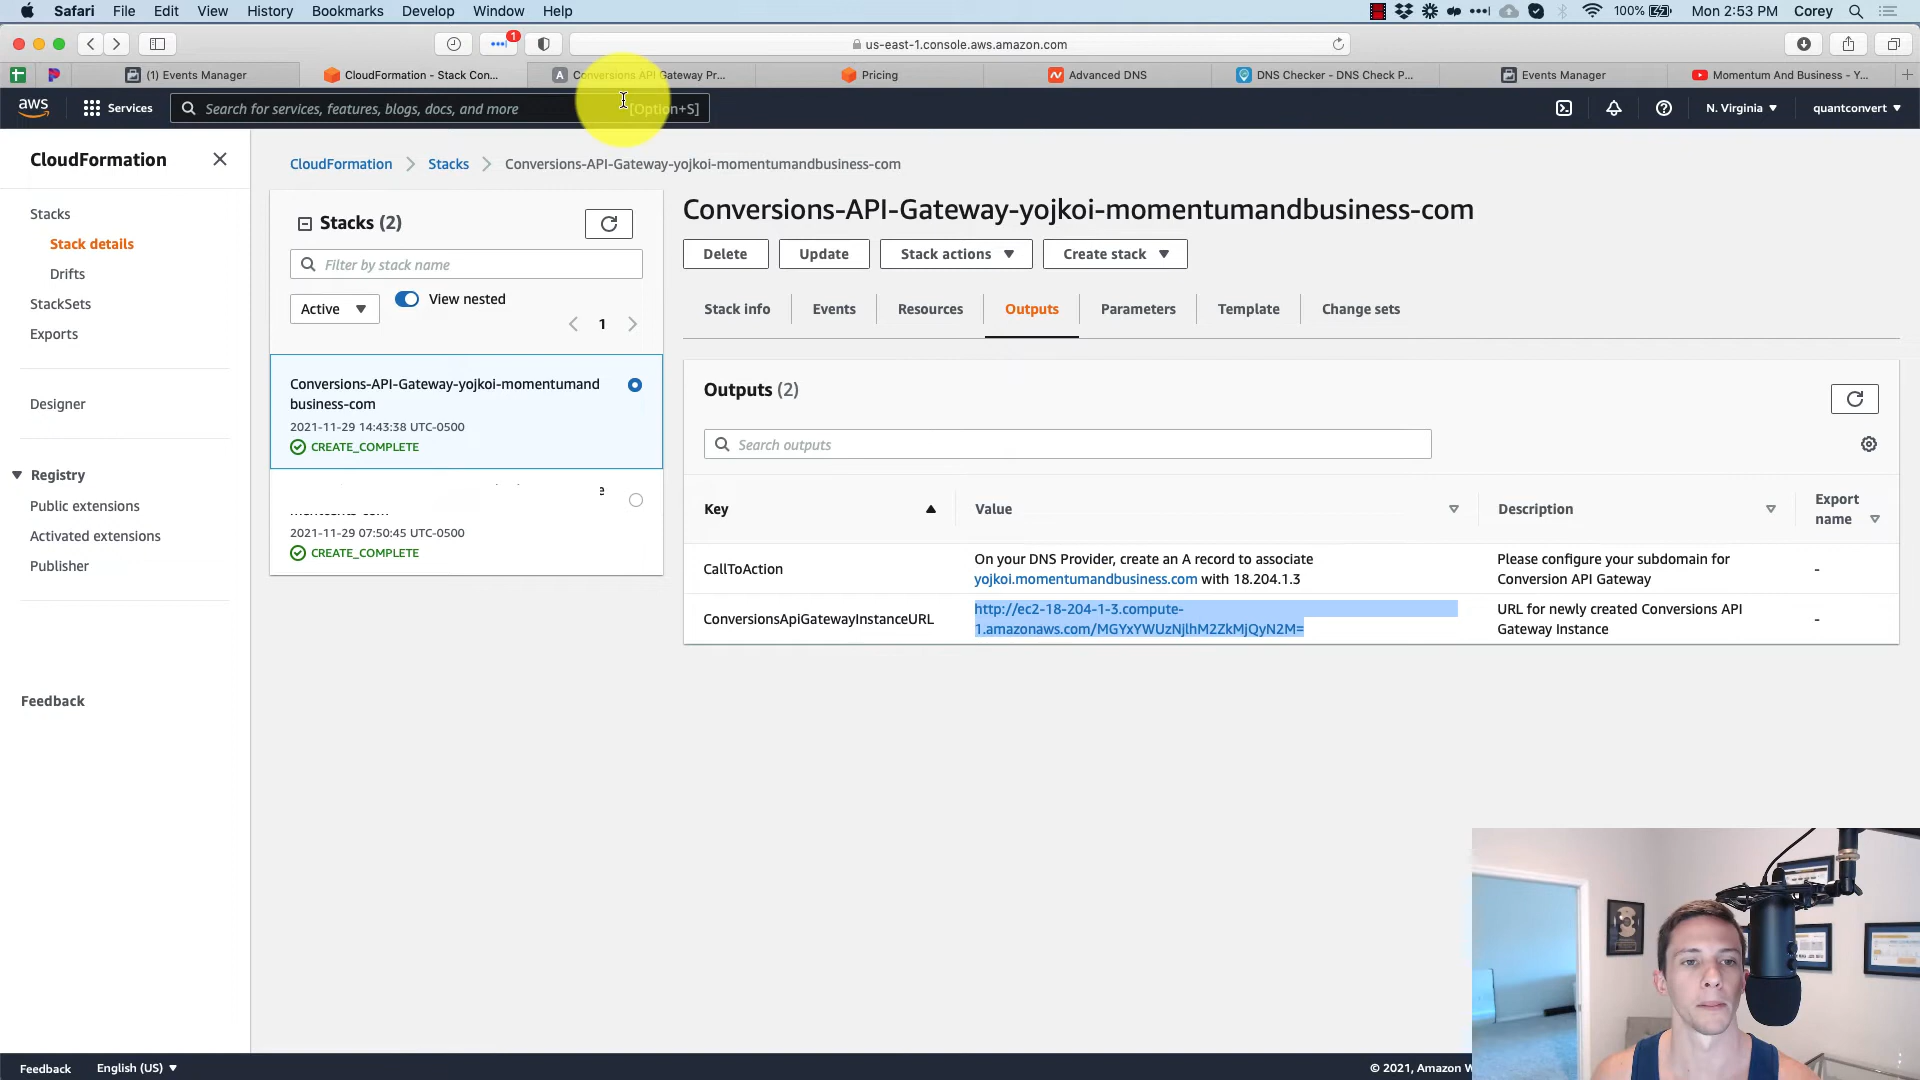 Safari File Edit View History Bookmarks Develop Window Help
100% Mon 2:53 PM Corey
1
us-east-1.console.aws.amazon.com
(1) Events Manager
CloudFormation - Stack Con...
A Conversions API Gateway Pr...
Pricing
Advanced DNS
DNS Checker - DNS Check P...
Events Manager
Momentum And Business - Y...
aws
Services
Search for services, features, blogs, docs, and more
[Option+S]
N. Virginia
quantconvert
CloudFormation
Stacks
Stack details
Drifts
StackSets
Exports
Designer
Registry
Public extensions
Activated extensions
Publisher
Feedback
CloudFormation
Stacks
Conversions-API-Gateway-yojkoi-momentumandbusiness-com
Stacks (2)
Filter by stack name
Active
View nested
1
Conversions-API-Gateway-yojkoi-momentumand
business-com
2021-11-29 14:43:38 UTC-0500
CREATE_COMPLETE
2021-11-29 07:50:45 UTC-0500
CREATE_COMPLETE
Conversions-API-Gateway-yojkoi-momentumandbusiness-com
Delete
Update
Stack actions
Create stack
Stack info
Events
Resources
Outputs
Parameters
Template
Change sets
Outputs (2)
Search outputs
Key
Value
Description
Export
name
CallToAction
On your DNS Provider, create an A record to associate
yojkoi.momentumandbusiness.com with 18.204.1.3
Please configure your subdomain for
Conversion API Gateway
-
ConversionsApiGatewayInstanceURL
http://ec2-18-204-1-3.compute-
1.amazonaws.com/MGYxYWUzNjlhM2ZkMjQyN2M=
URL for newly created Conversions API
Gateway Instance
-
Feedback
English (US)
© 2021, Amazon W